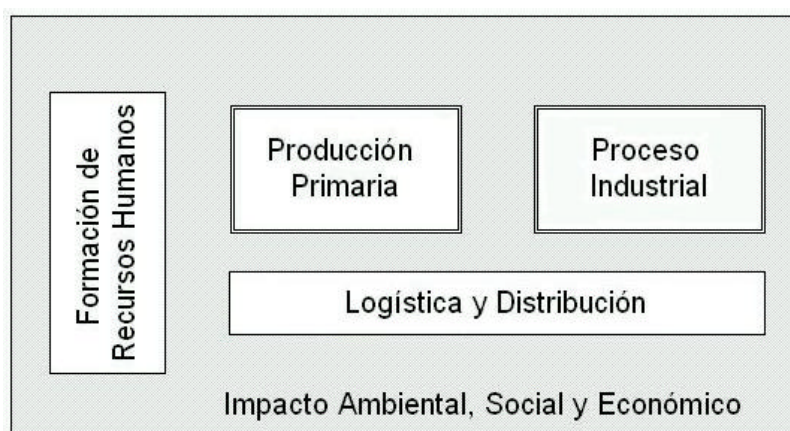 Formación de
Recursos Humanos
Producción
Primaria
Proceso
Industrial
Logística y Distribución
Impacto Ambiental, Social y Económico